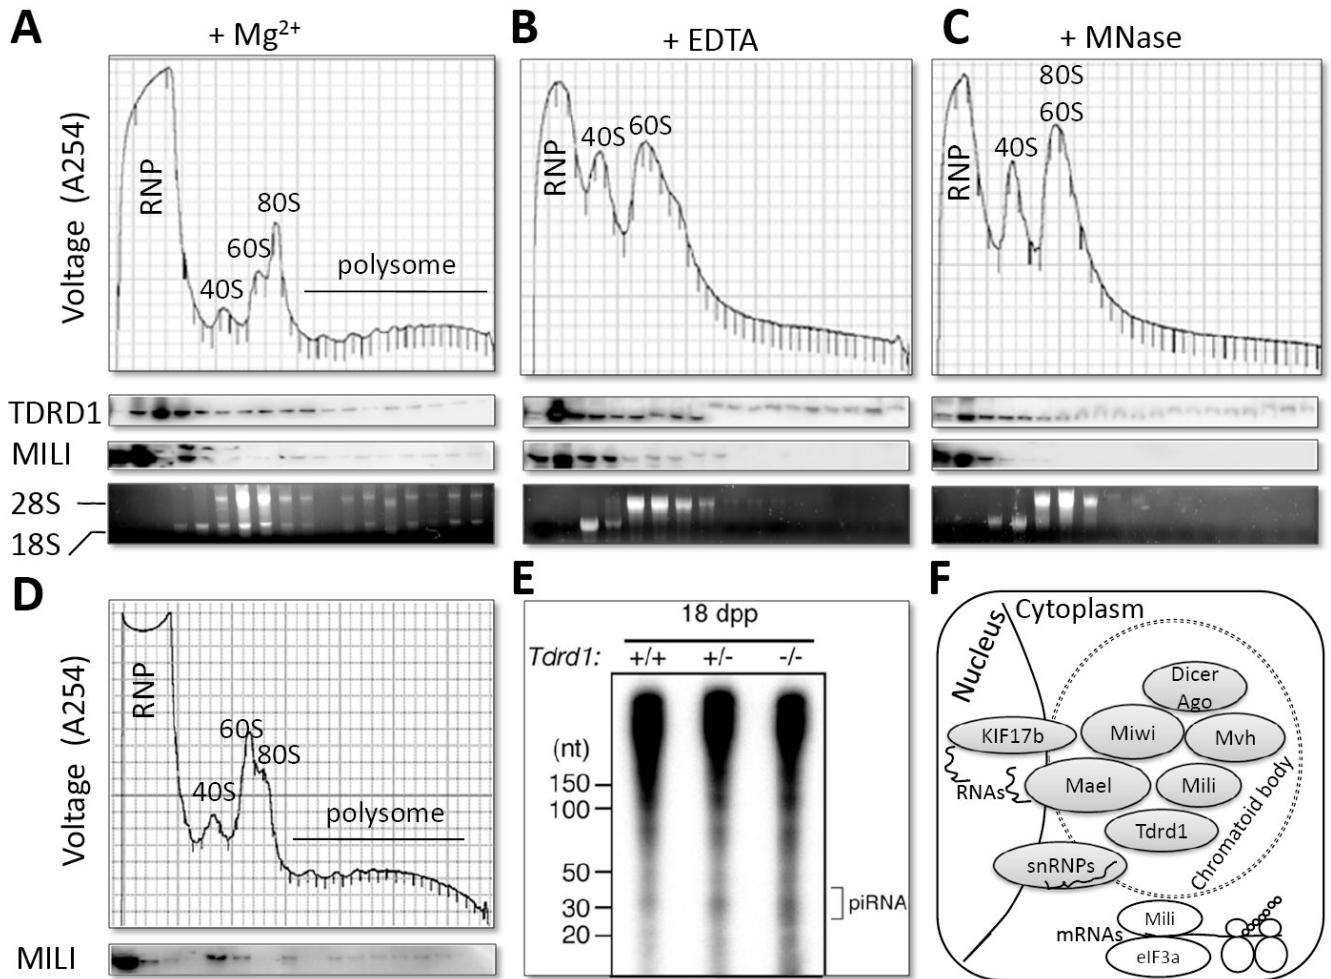 A
+ Mg²⁺
Voltage (A254)
RNP
40S
60S
80S
polysome
B
+ EDTA
RNP
40S
60S
C
+ MNase
RNP
40S
80S
60S
TDRD1
MILI
28S
18S
D
Voltage (A254)
RNP
40S
60S
80S
polysome
MILI
E
18 dpp
Tdrd1: +/+ +/- -/-
(nt)
150
100
50
30
20
piRNA
F
Nucleus
Cytoplasm
Dicer
Ago
KIF17b
Miwi
Mvh
RNAs
Mael
Mili
Tdrd1
Chromatoid body
snRNPs
Mili
mRNAs
eIF3a